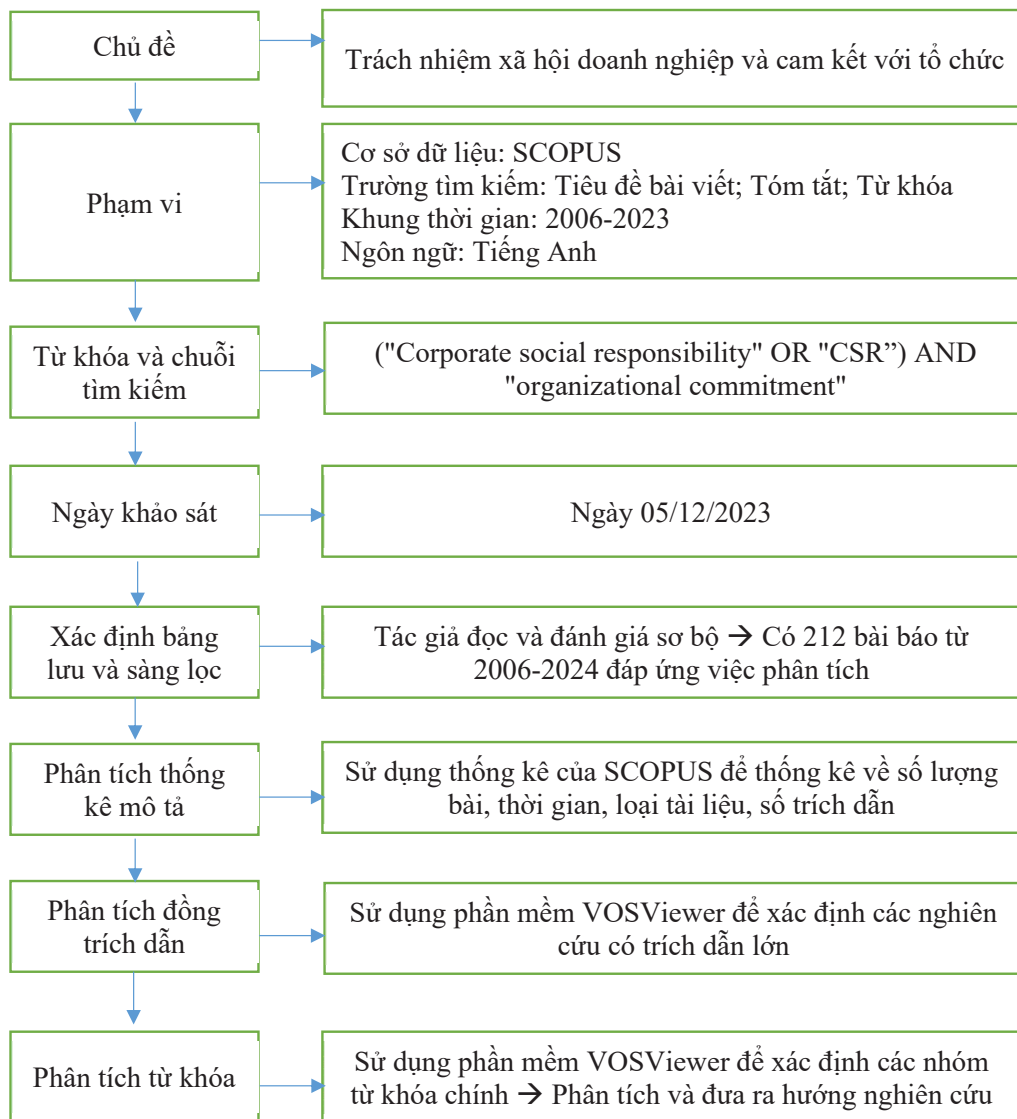 Chủ đề
Trách nhiệm xã hội doanh nghiệp và cam kết với tổ chức
Phạm vi
Cơ sở dữ liệu: SCOPUS
Trường tìm kiếm: Tiêu đề bài viết; Tóm tắt; Từ khóa
Khung thời gian: 2006-2023
Ngôn ngữ: Tiếng Anh
Từ khóa và chuỗi
tìm kiếm
("Corporate social responsibility" OR "CSR”) AND
"organizational commitment"
Ngày khảo sát
Ngày 05/12/2023
Xác định bảng
lưu và sàng lọc
Tác giả đọc và đánh giá sơ bộ → Có 212 bài báo từ
2006-2024 đáp ứng việc phân tích
Phân tích thống
kê mô tả
Sử dụng thống kê của SCOPUS để thống kê về số lượng
bài, thời gian, loại tài liệu, số trích dẫn
Phân tích đồng
trích dẫn
Sử dụng phần mềm VOSViewer để xác định các nghiên
cứu có trích dẫn lớn
Phân tích từ khóa
Sử dụng phần mềm VOSViewer để xác định các nhóm
từ khóa chính → Phân tích và đưa ra hướng nghiên cứu